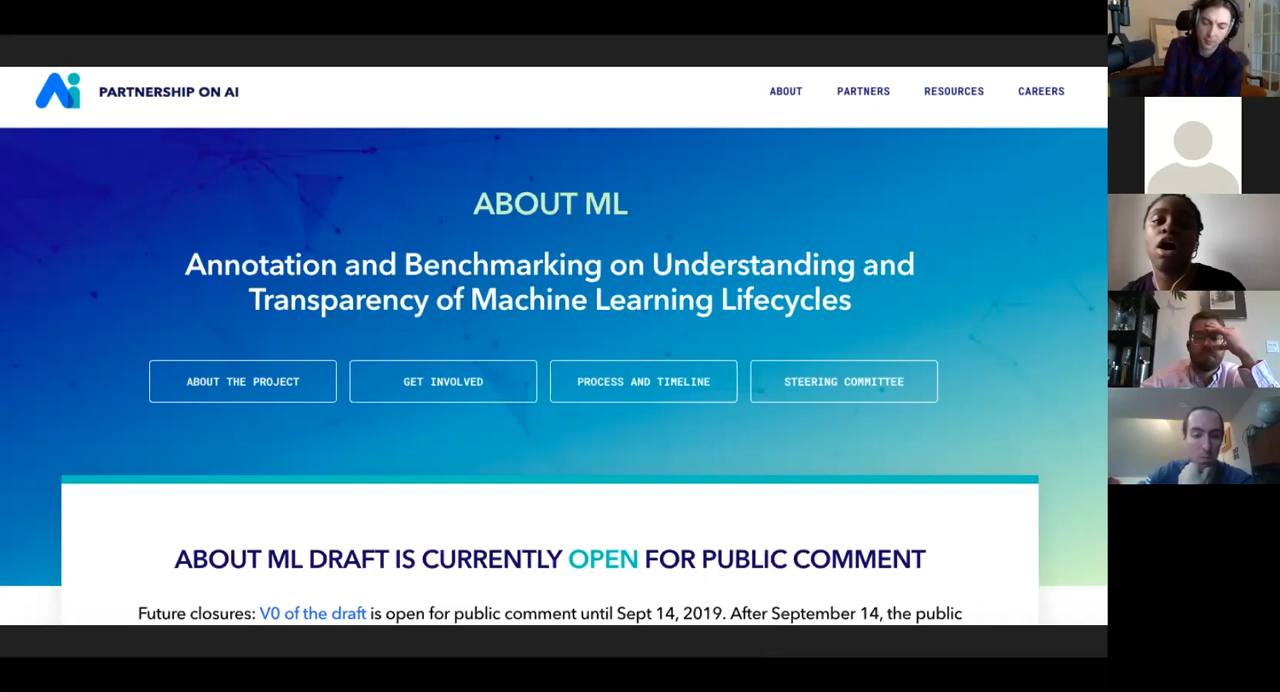 PARTNERSHIP ON AI
ABOUT PARTNERS RESOURCES CAREERS
ABOUT ML
Annotation and Benchmarking on Understanding and
Transparency of Machine Learning Lifecycles
ABOUT THE PROJECT GET INVOLVED PROCESS AND TIMELINE STEERING COMMITTEE
ABOUT ML DRAFT IS CURRENTLY OPEN FOR PUBLIC COMMENT
Future closures: V0 of the draft is open for public comment until Sept 14, 2019. After September 14, the public